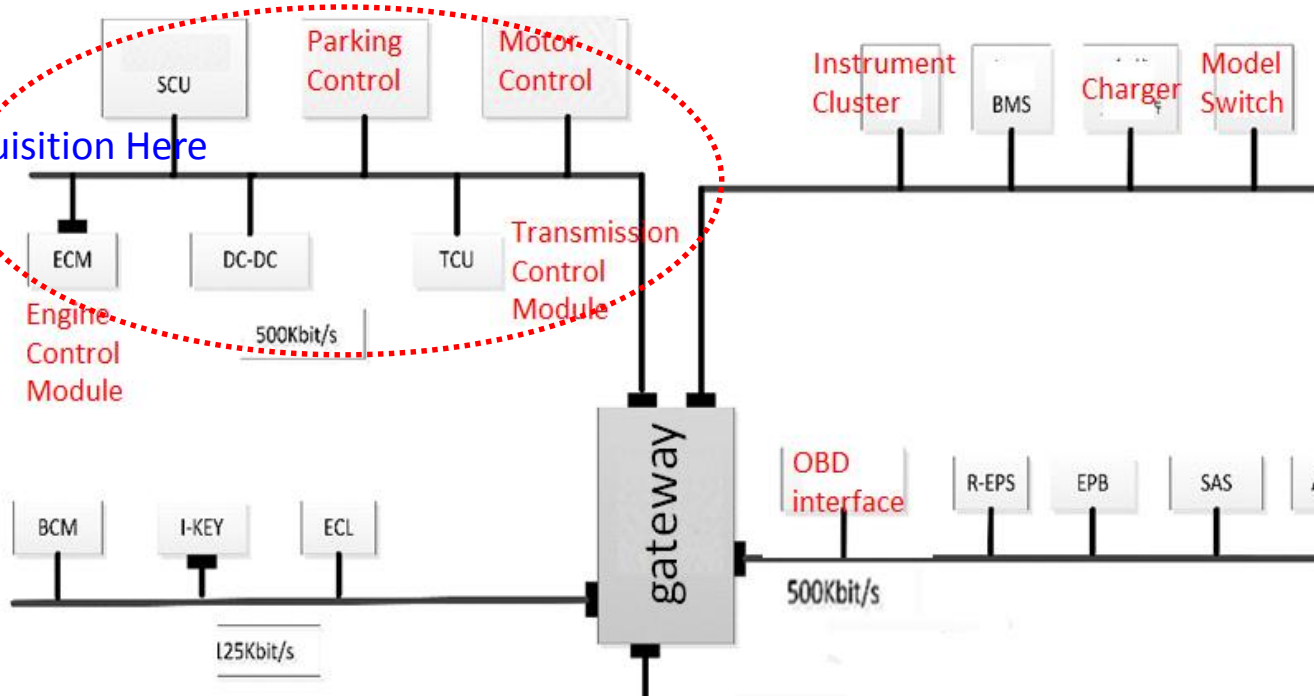 SCU
Parking
Control
Motor
Control
Instrument
Cluster
BMS
Charger
Model
Switch
Here
ECM
DC-DC
TCU
Transmission
Control
Module
Engine
Control
Module
500Kbit/s
gateway
OBD
interface
R-EPS
EPB
SAS
BCM
I-KEY
ECL
500Kbit/s
125Kbit/s